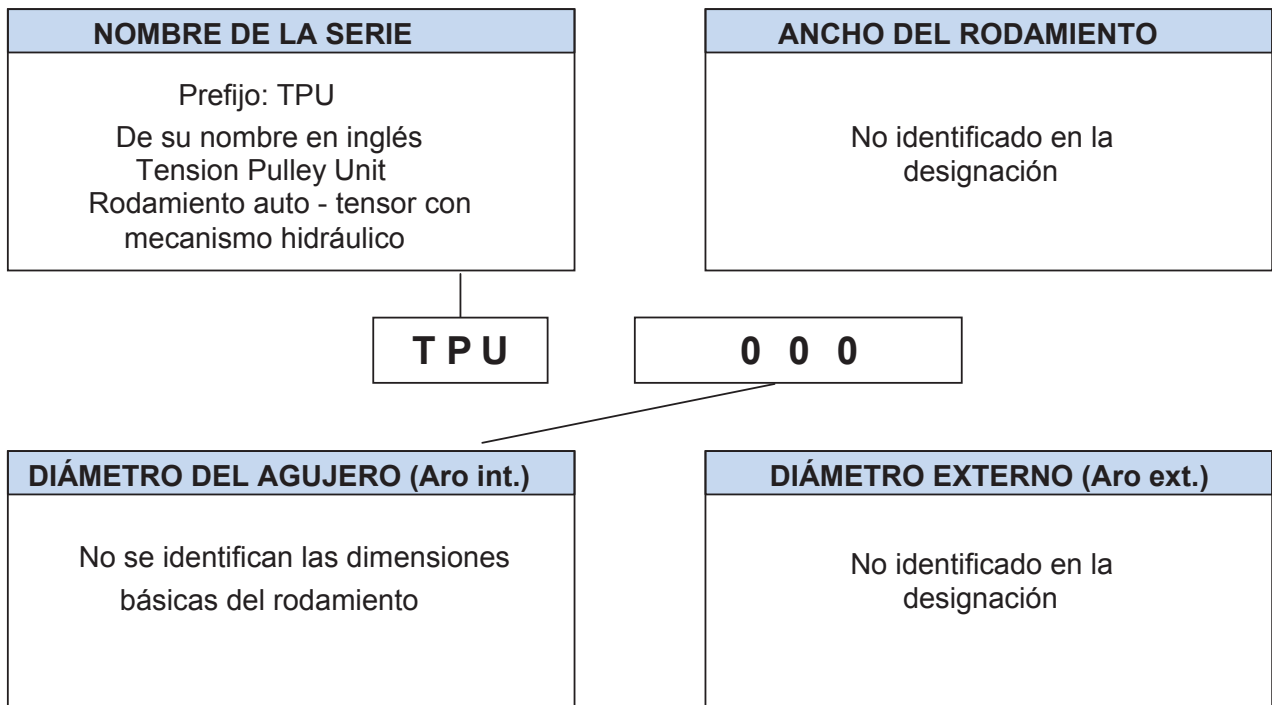 NOMBRE DE LA SERIE
Prefijo: TPU
De su nombre en inglés
Tension Pulley Unit
Rodamiento auto - tensor con
mecanismo hidráulico
ANCHO DEL RODAMIENTO
No identificado en la
designación
T P U
0 0 0
DIÁMETRO DEL AGUJERO (Aro int.)
No se identifican las dimensiones
básicas del rodamiento
DIÁMETRO EXTERNO (Aro ext.)
No identificado en la
designación